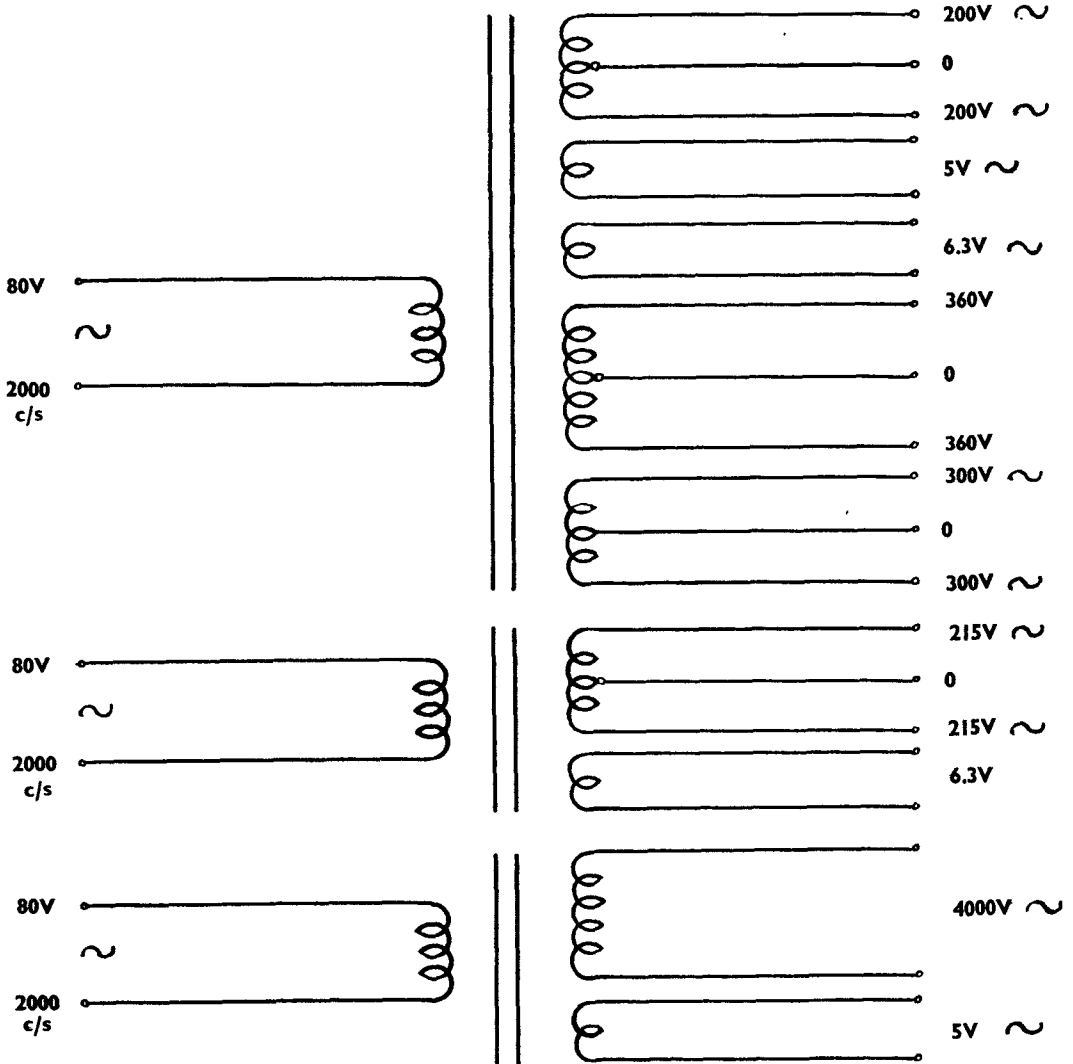 80V
∼
2000
c/s
200V ∼
0
200V ∼
5V ∼
6.3V ∼
360V
0
360V
300V ∼
0
300V ∼
80V
∼
2000
c/s
215V ∼
0
215V ∼
6.3V
80V
∼
2000
c/s
4000V ∼
5V ∼